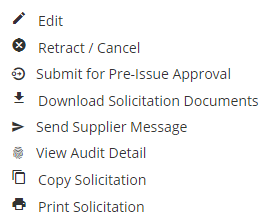 Edit
Retract / Cancel
Submit for Pre-Issue Approval
Download Solicitation Documents
Send Supplier Message
View Audit Detail
Copy Solicitation
Print Solicitation